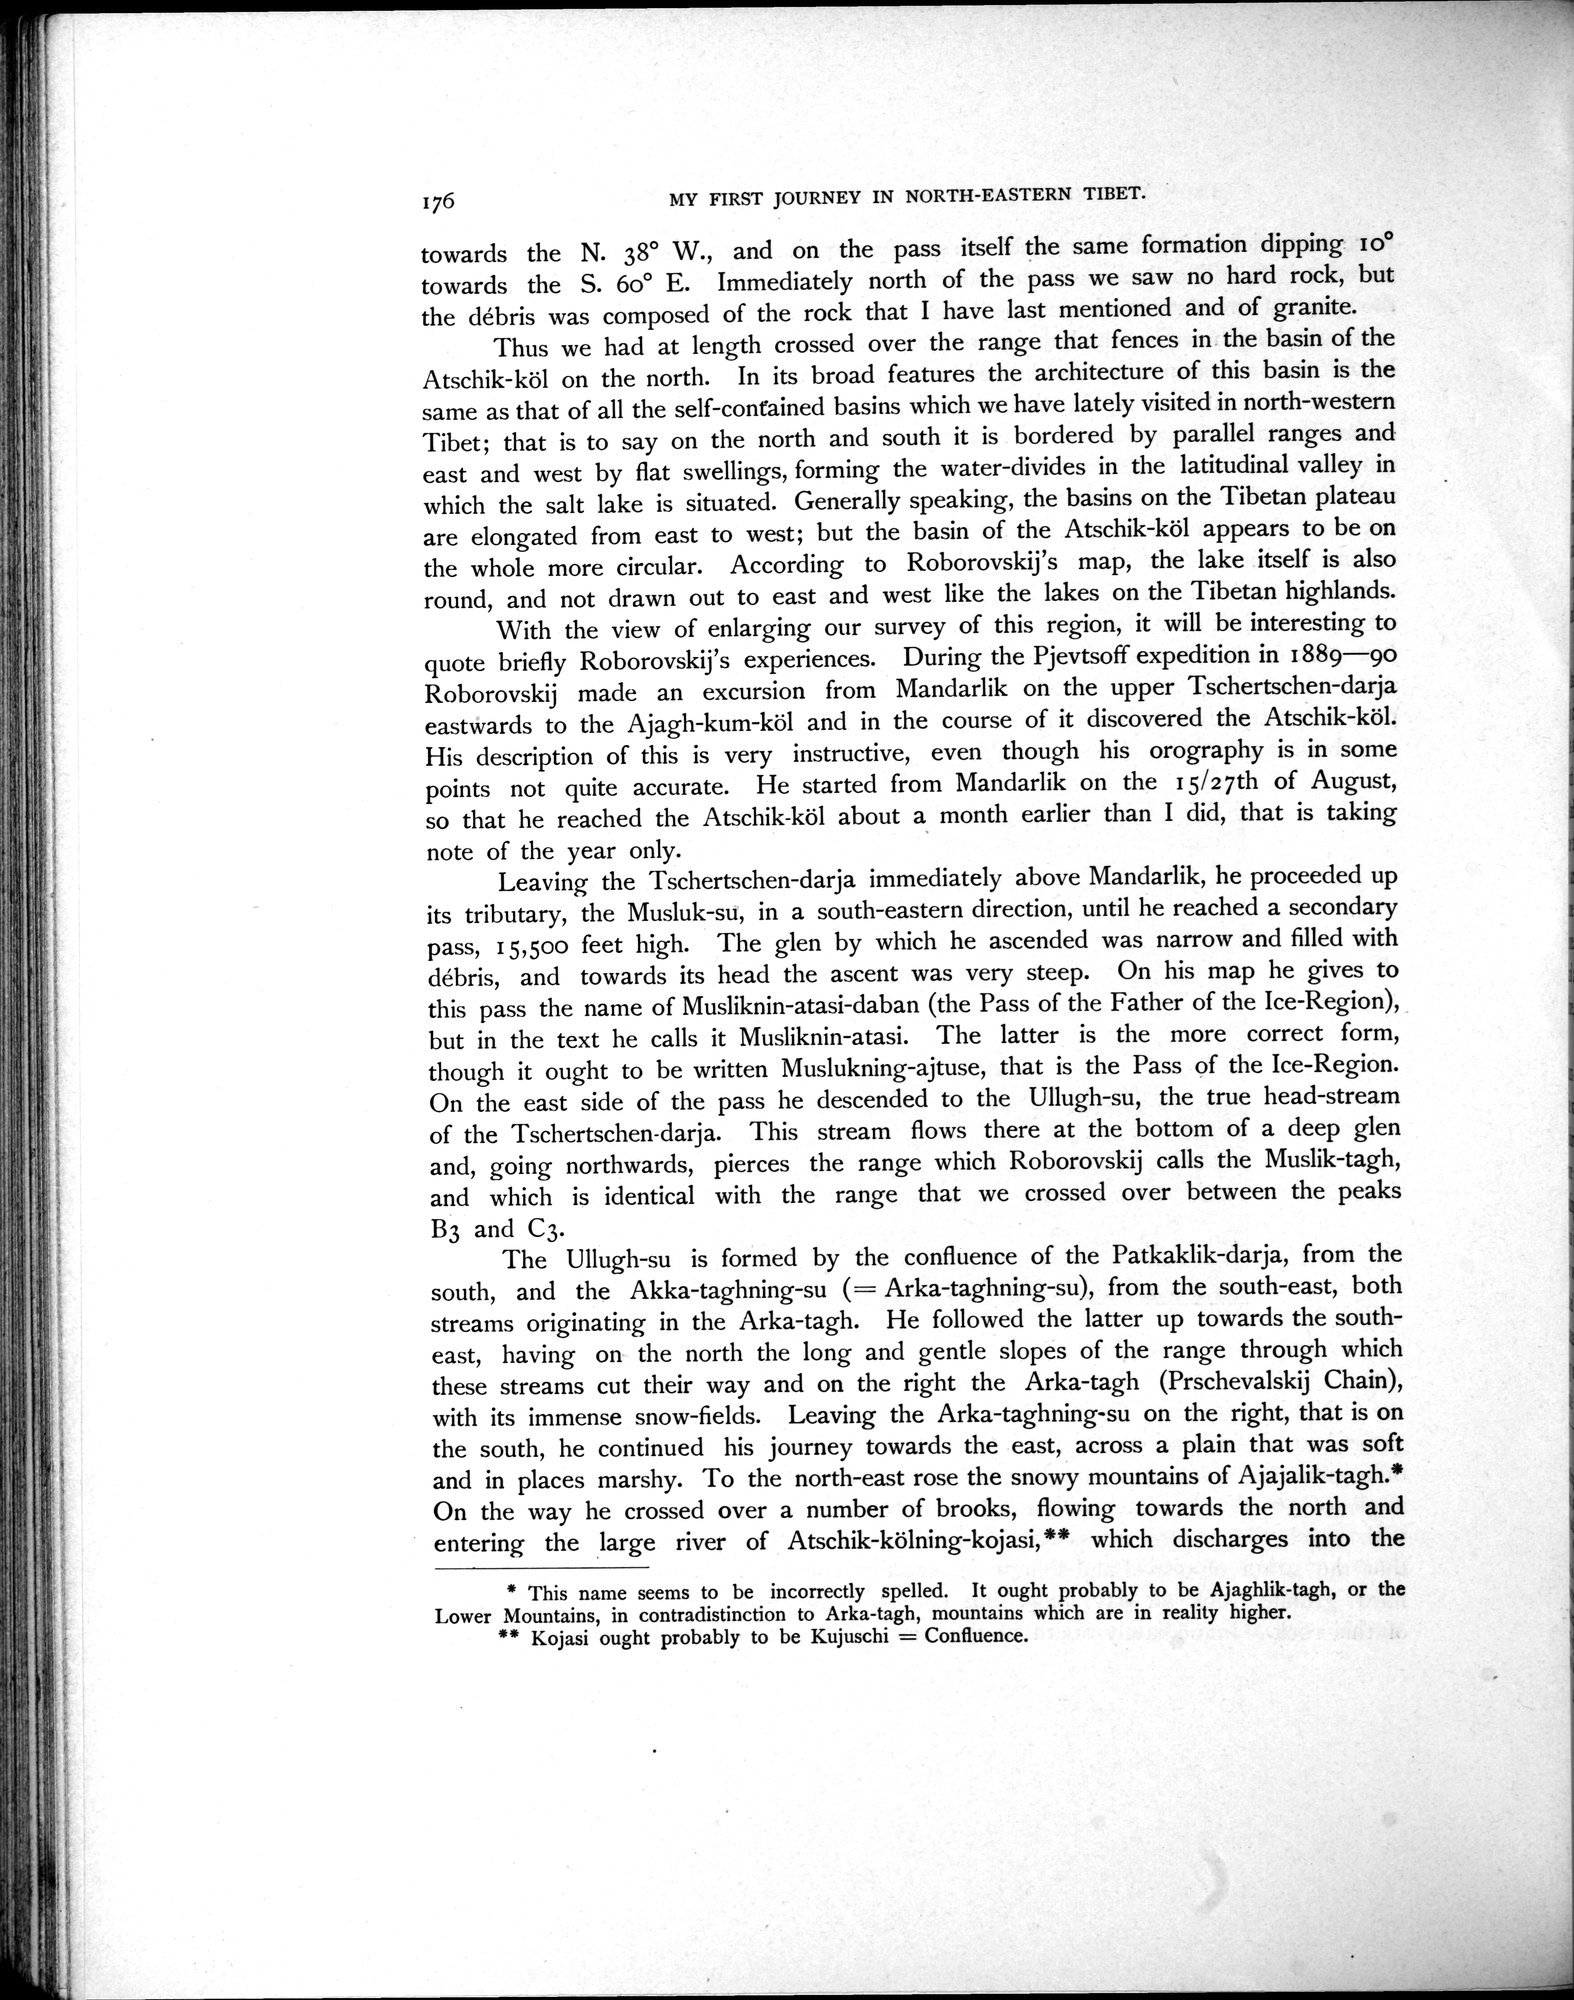 176 MY FIRST JOURNEY IN NORTH-EASTERN TIBET.
towards the N. 38° W., and on the pass itself the same formation dipping 10°
towards the S. 60° E. Immediately north of the pass we saw no hard rock, but
the débris was composed of the rock that I have last mentioned and of granite.
Thus we had at length crossed over the range that fences in the basin of the
Atschik-köl on the north. In its broad features the architecture of this basin is the
same as that of all the self-contained basins which we have lately visited in north-western
Tibet; that is to say on the north and south it is bordered by parallel ranges and
east and west by flat swellings, forming the water-divides in the latitudinal valley in
which the salt lake is situated. Generally speaking, the basins on the Tibetan plateau
are elongated from east to west; but the basin of the Atschik-köl appears to be on
the whole more circular. According to Roborovskij's map, the lake itself is also
round, and not drawn out to east and west like the lakes on the Tibetan highlands.
With the view of enlarging our survey of this region, it will be interesting to
quote briefly Roborovskij's experiences. During the Pjevtsoff expedition in 1889—90
Roborovskij made an excursion from Mandarlik on the upper Tschertschen-darja
eastwards to the Ajagh-kum-köl and in the course of it discovered the Atschik-köl.
His description of this is very instructive, even though his orography is in some
points not quite accurate. He started from Mandarlik on the 15/27th of August,
so that he reached the Atschik-köl about a month earlier than I did, that is taking
note of the year only.
Leaving the Tschertschen-darja immediately above Mandarlik, he proceeded up
its tributary, the Musluk-su, in a south-eastern direction, until he reached a secondary
pass, 15,500 feet high. The glen by which he ascended was narrow and filled with
débris, and towards its head the ascent was very steep. On his map he gives to
this pass the name of Musliknin-atasi-daban (the Pass of the Father of the Ice-Region),
but in the text he calls it Musliknin-atasi. The latter is the more correct form,
though it ought to be written Muslukning-ajtuse, that is the Pass of the Ice-Region.
On the east side of the pass he descended to the Ullugh-su, the true head-stream
of the Tschertschen-darja. This stream flows there at the bottom of a deep glen
and, going northwards, pierces the range which Roborovskij calls the Muslik-tagh,
and which is identical with the range that we crossed over between the peaks
B3 and C3.
The Ullugh-su is formed by the confluence of the Patkaklik-darja, from the
south, and the Akka-taghning-su (= Arka-taghning-su), from the south-east, both
streams originating in the Arka-tagh. He followed the latter up towards the south-
east, having on the north the long and gentle slopes of the range through which
these streams cut their way and on the right the Arka-tagh (Prschevalskij Chain),
with its immense snow-fields. Leaving the Arka-taghning-su on the right, that is on
the south, he continued his journey towards the east, across a plain that was soft
and in places marshy. To the north-east rose the snowy mountains of Ajajalik-tagh.*
On the way he crossed over a number of brooks, flowing towards the north and
entering the large river of Atschik-kölning-kojasi,** which discharges into the
* This name seems to be incorrectly spelled. It ought probably to be Ajaghlik-tagh, or the
Lower Mountains, in contradistinction to Arka-tagh, mountains which are in reality higher.
** Kojasi ought probably to be Kujuschi = Confluence.